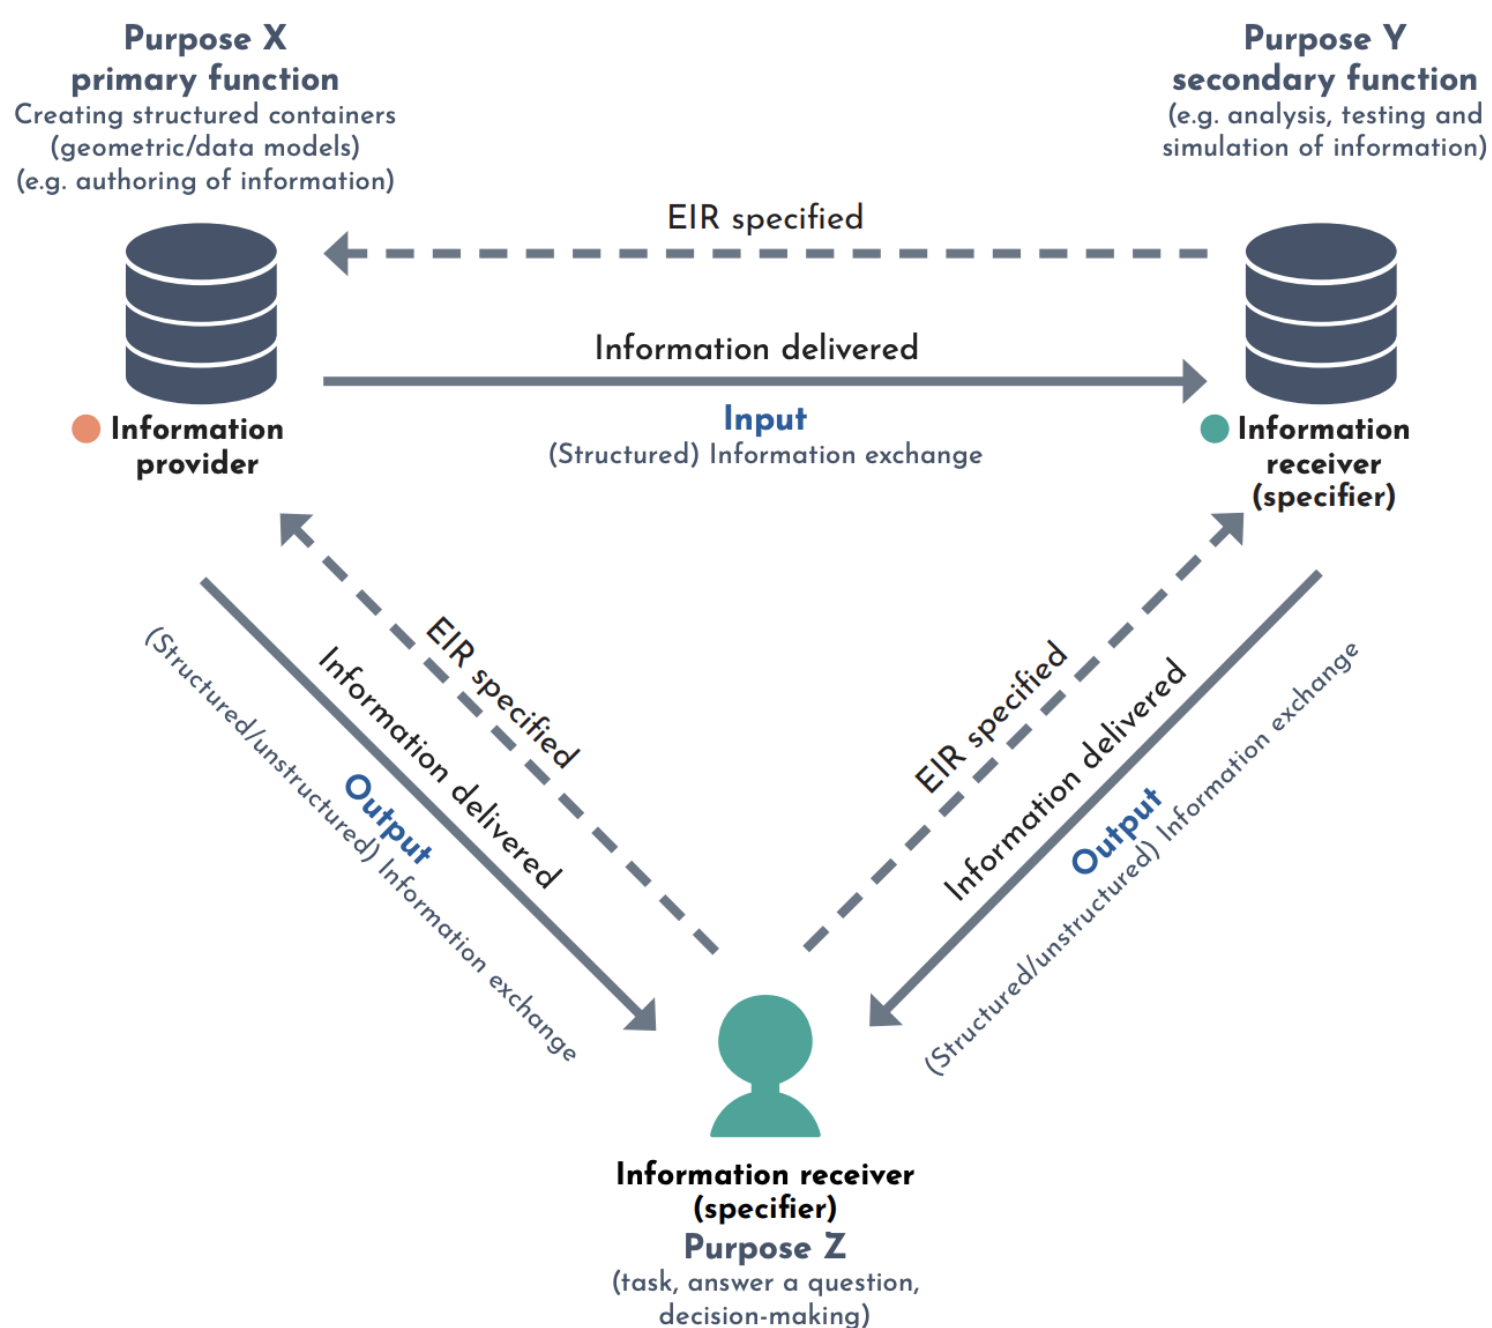 Purpose X
primary function
Creating structured containers
(geometric/data models)
(e.g. authoring of information)
Purpose Y
secondary function
(e.g. analysis, testing and
simulation of information)
EIR specified
Information delivered
Input
(Structured) Information exchange
Information
provider
Information
receiver
(specifier)
EIR specified
Information delivered
Output
(Structured/unstructured) Information exchange
EIR specified
Information delivered
Output
(Structured/unstructured) Information exchange
Information receiver
(specifier)
Purpose Z
(task, answer a question,
decision-making)